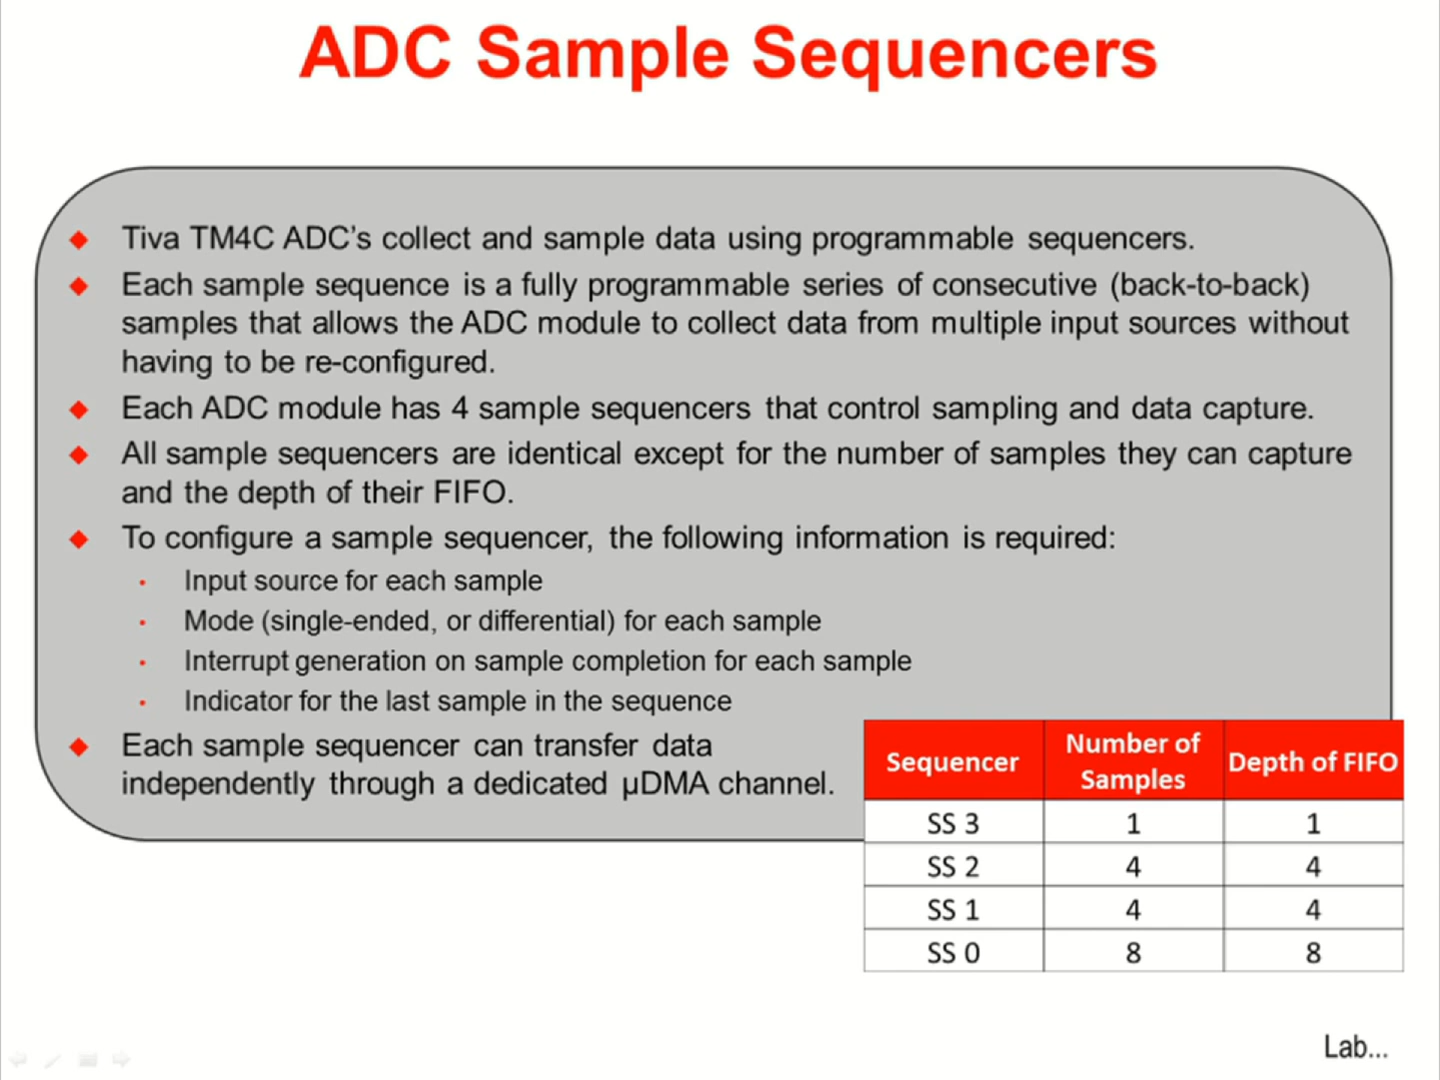 ADC Sample Sequencers
Tiva TM4C ADC’s collect and sample data using programmable sequencers.
Each sample sequence is a fully programmable series of consecutive (back-to-back)
samples that allows the ADC module to collect data from multiple input sources without
having to be re-configured.
Each ADC module has 4 sample sequencers that control sampling and data capture.
All sample sequencers are identical except for the number of samples they can capture
and the depth of their FIFO.
To configure a sample sequencer, the following information is required:
Input source for each sample
Mode (single-ended, or differential) for each sample
Interrupt generation on sample completion for each sample
Indicator for the last sample in the sequence
Each sample sequencer can transfer data
independently through a dedicated µDMA channel.
Sequencer Number of Samples Depth of FIFO
SS 3 1 1
SS 2 4 4
SS 1 4 4
SS 0 8 8
Lab...